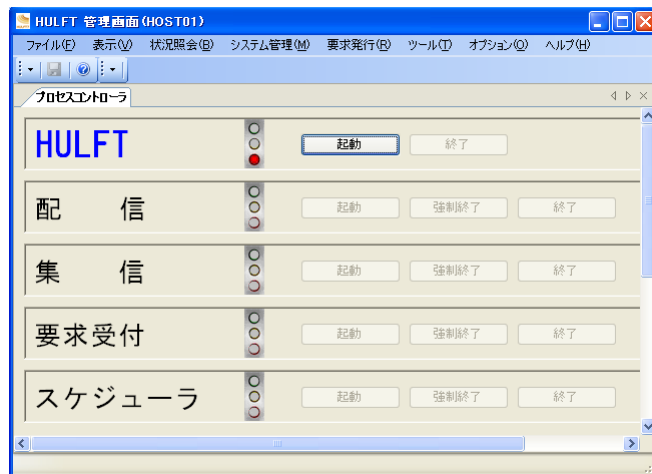 HULFT 管理画面(HOST01)
ファイル(F) 表示(V) 状況照会(B) システム管理(M) 要求発行(R) ツール(T) オプション(O) ヘルプ(H)
プロセスコントローラ
HULFT 起動 終了
配 信 起動 強制終了 終了
集 信 起動 強制終了 終了
要求受付 起動 強制終了 終了
スケジューラ 起動 強制終了 終了